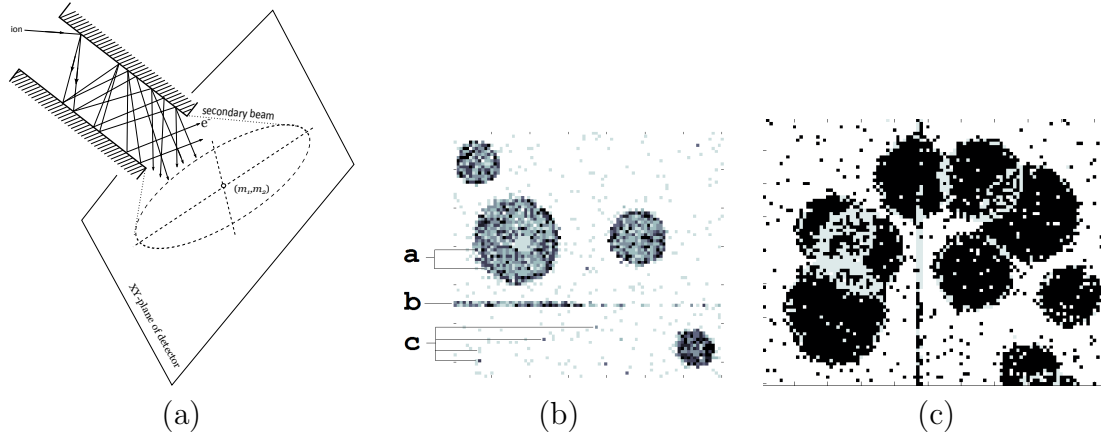 ion
secondary beam
e-
(m₁,m₂)
XY-plane of detector
a
b
c
(a)
(b)
(c)